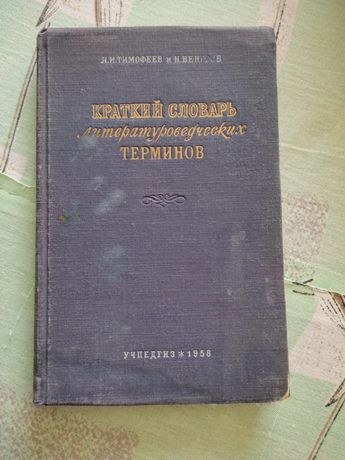 Л.И.ТИМОФЕЕВ и Н.ВЕНГРОВ
КРАТКИЙ СЛОВАРЬ
литературоведческих
ТЕРМИНОВ
УЧПЕДГИЗ * 1958